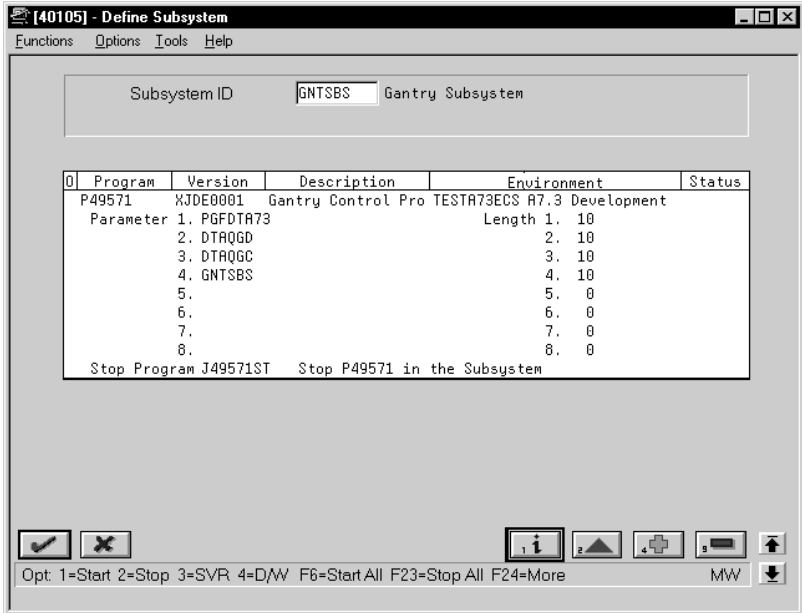 [40105] - Define Subsystem
Functions Options Tools Help
Subsystem ID GNTSBS Gantry Subsystem
O Program Version Description Environment Status
P49571 XJDE0001 Gantry Control Pro TESTA73ECS A7.3 Development
Parameter 1. PGFDTA73 Length 1. 10
2. DTAQGD 2. 10
3. DTAQGC 3. 10
4. GNTSBS 4. 10
5. 5. 0
6. 6. 0
7. 7. 0
8. 8. 0
Stop Program J49571ST Stop P49571 in the Subsystem
1 i 2 4 9
Opt: 1=Start 2=Stop 3=SVR 4=D/W F6=Start All F23=Stop All F24=More MW